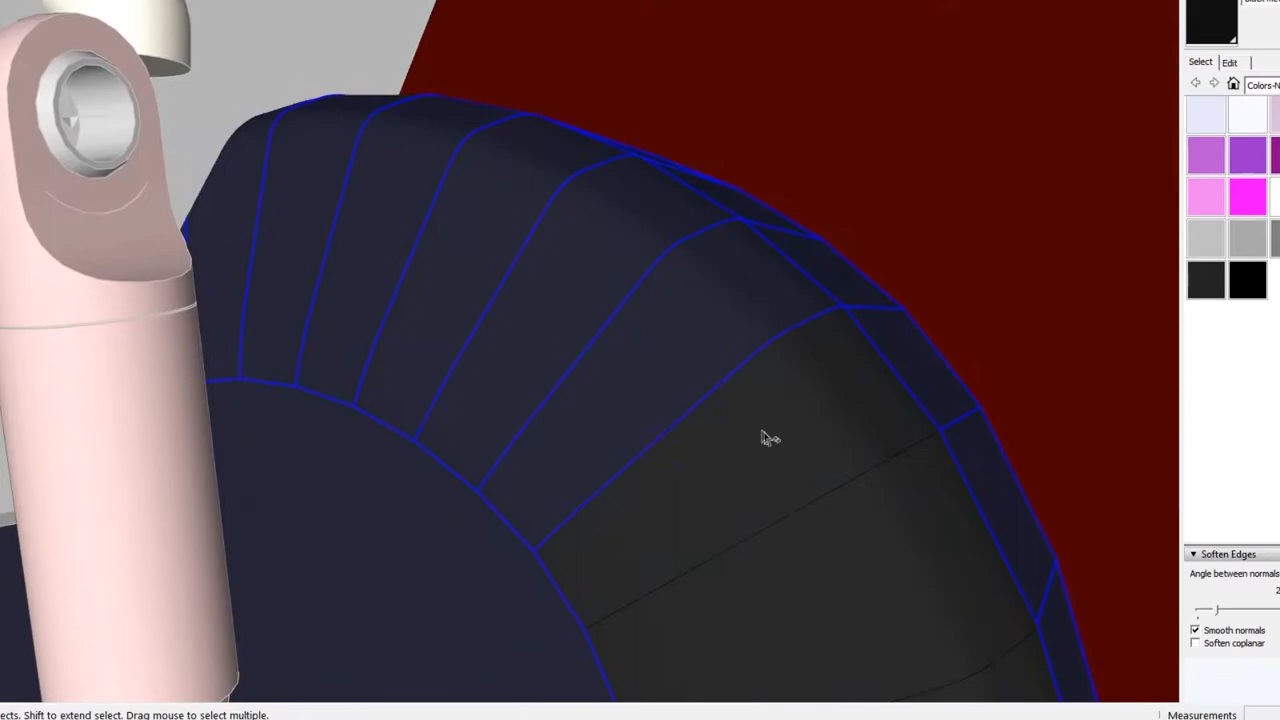 Select
Edit
Colors-N
Soften Edges
Angle between normals
2
Smooth normals
Soften coplanar
ects. Shift to extend select. Drag mouse to select multiple.
Measurements